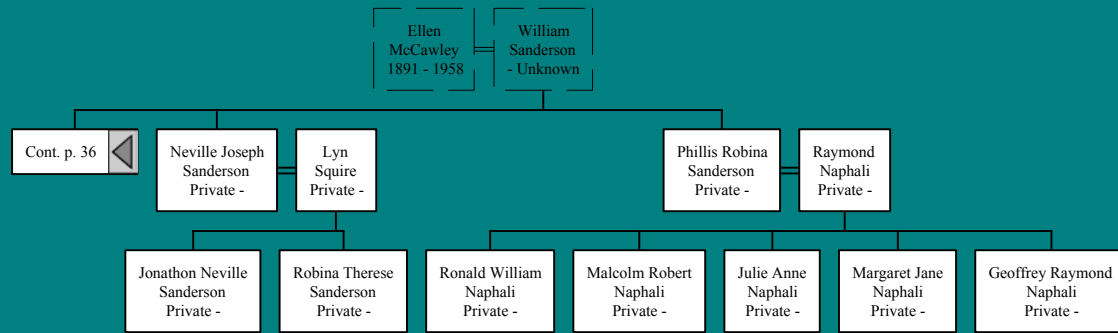 Ellen
McCawley
1891 - 1958
William
Sanderson
- Unknown
Cont. p. 36
Neville Joseph
Sanderson
Private -
Lyn
Squire
Private -
Phillis Robina
Sanderson
Private -
Raymond
Naphali
Private -
Jonathon Neville
Sanderson
Private -
Robina Therese
Sanderson
Private -
Ronald William
Naphali
Private -
Malcolm Robert
Naphali
Private -
Julie Anne
Naphali
Private -
Margaret Jane
Naphali
Private -
Geoffrey Raymond
Naphali
Private -